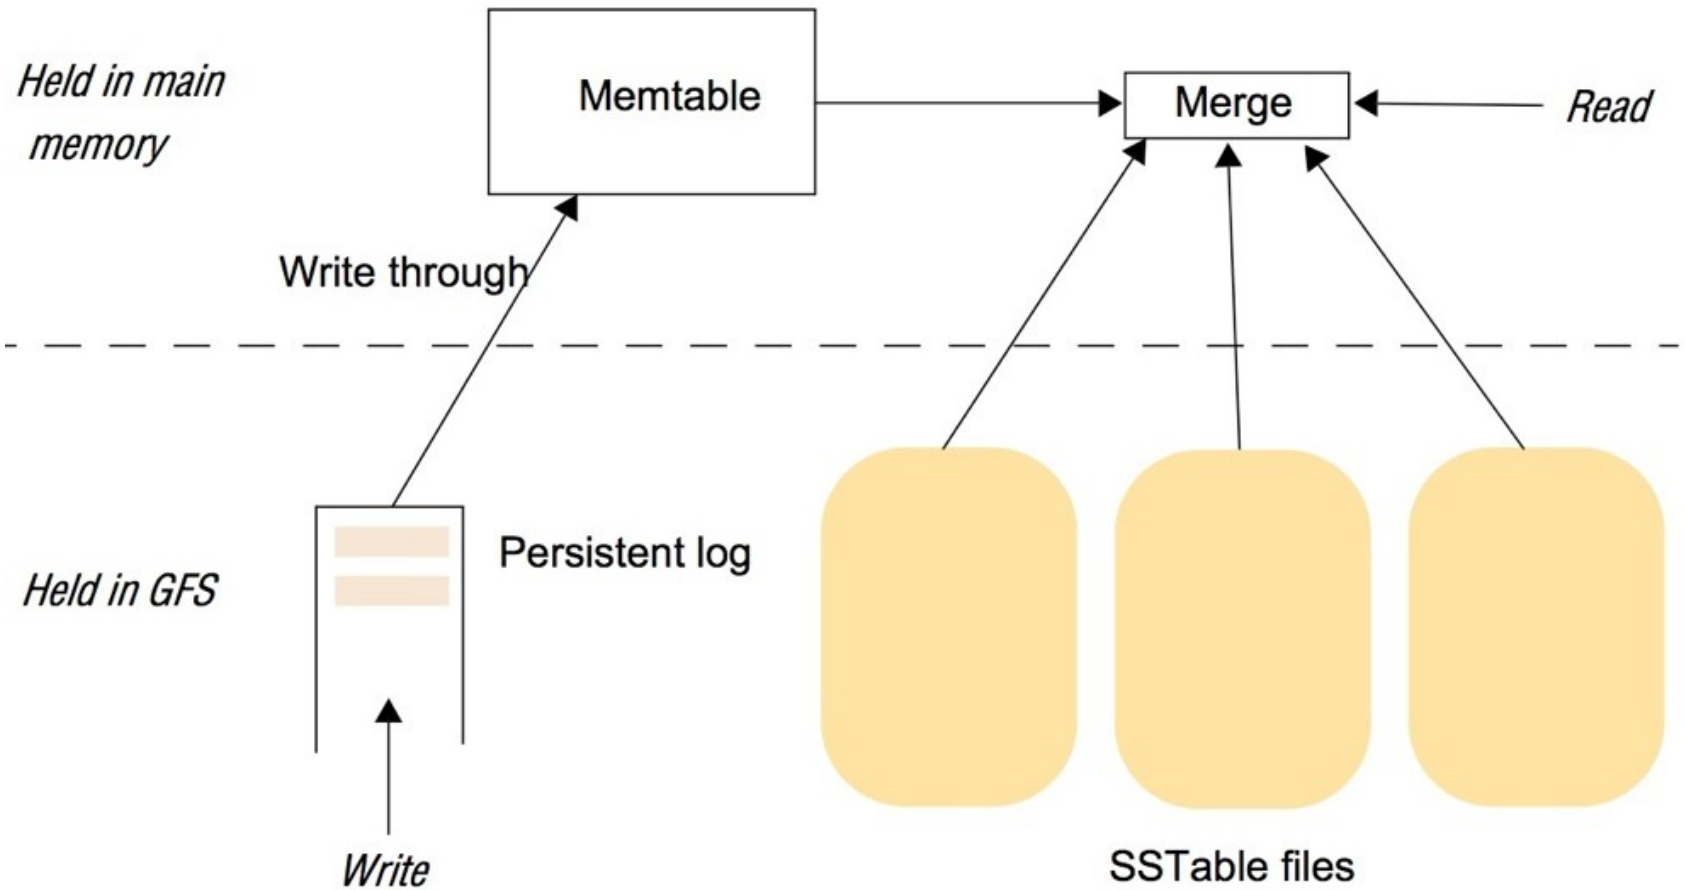 Held in main
memory
Memtable
Merge
Read
Write through
Persistent log
Held in GFS
Write
SSTable files